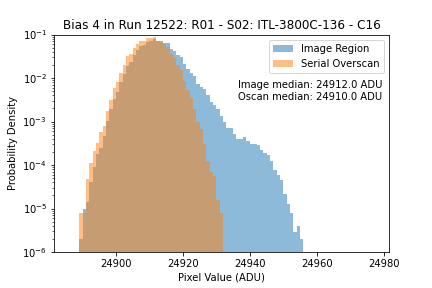 Bias 4 in Run 12522: R01 - S02: ITL-3800C-136 - C16
Image Region
Serial Overscan
Image median: 24912.0 ADU
Oscan median: 24910.0 ADU
Probability Density
10⁻¹
10⁻²
10⁻³
10⁻⁴
10⁻⁵
10⁻⁶
24900 24920 24940 24960 24980
Pixel Value (ADU)